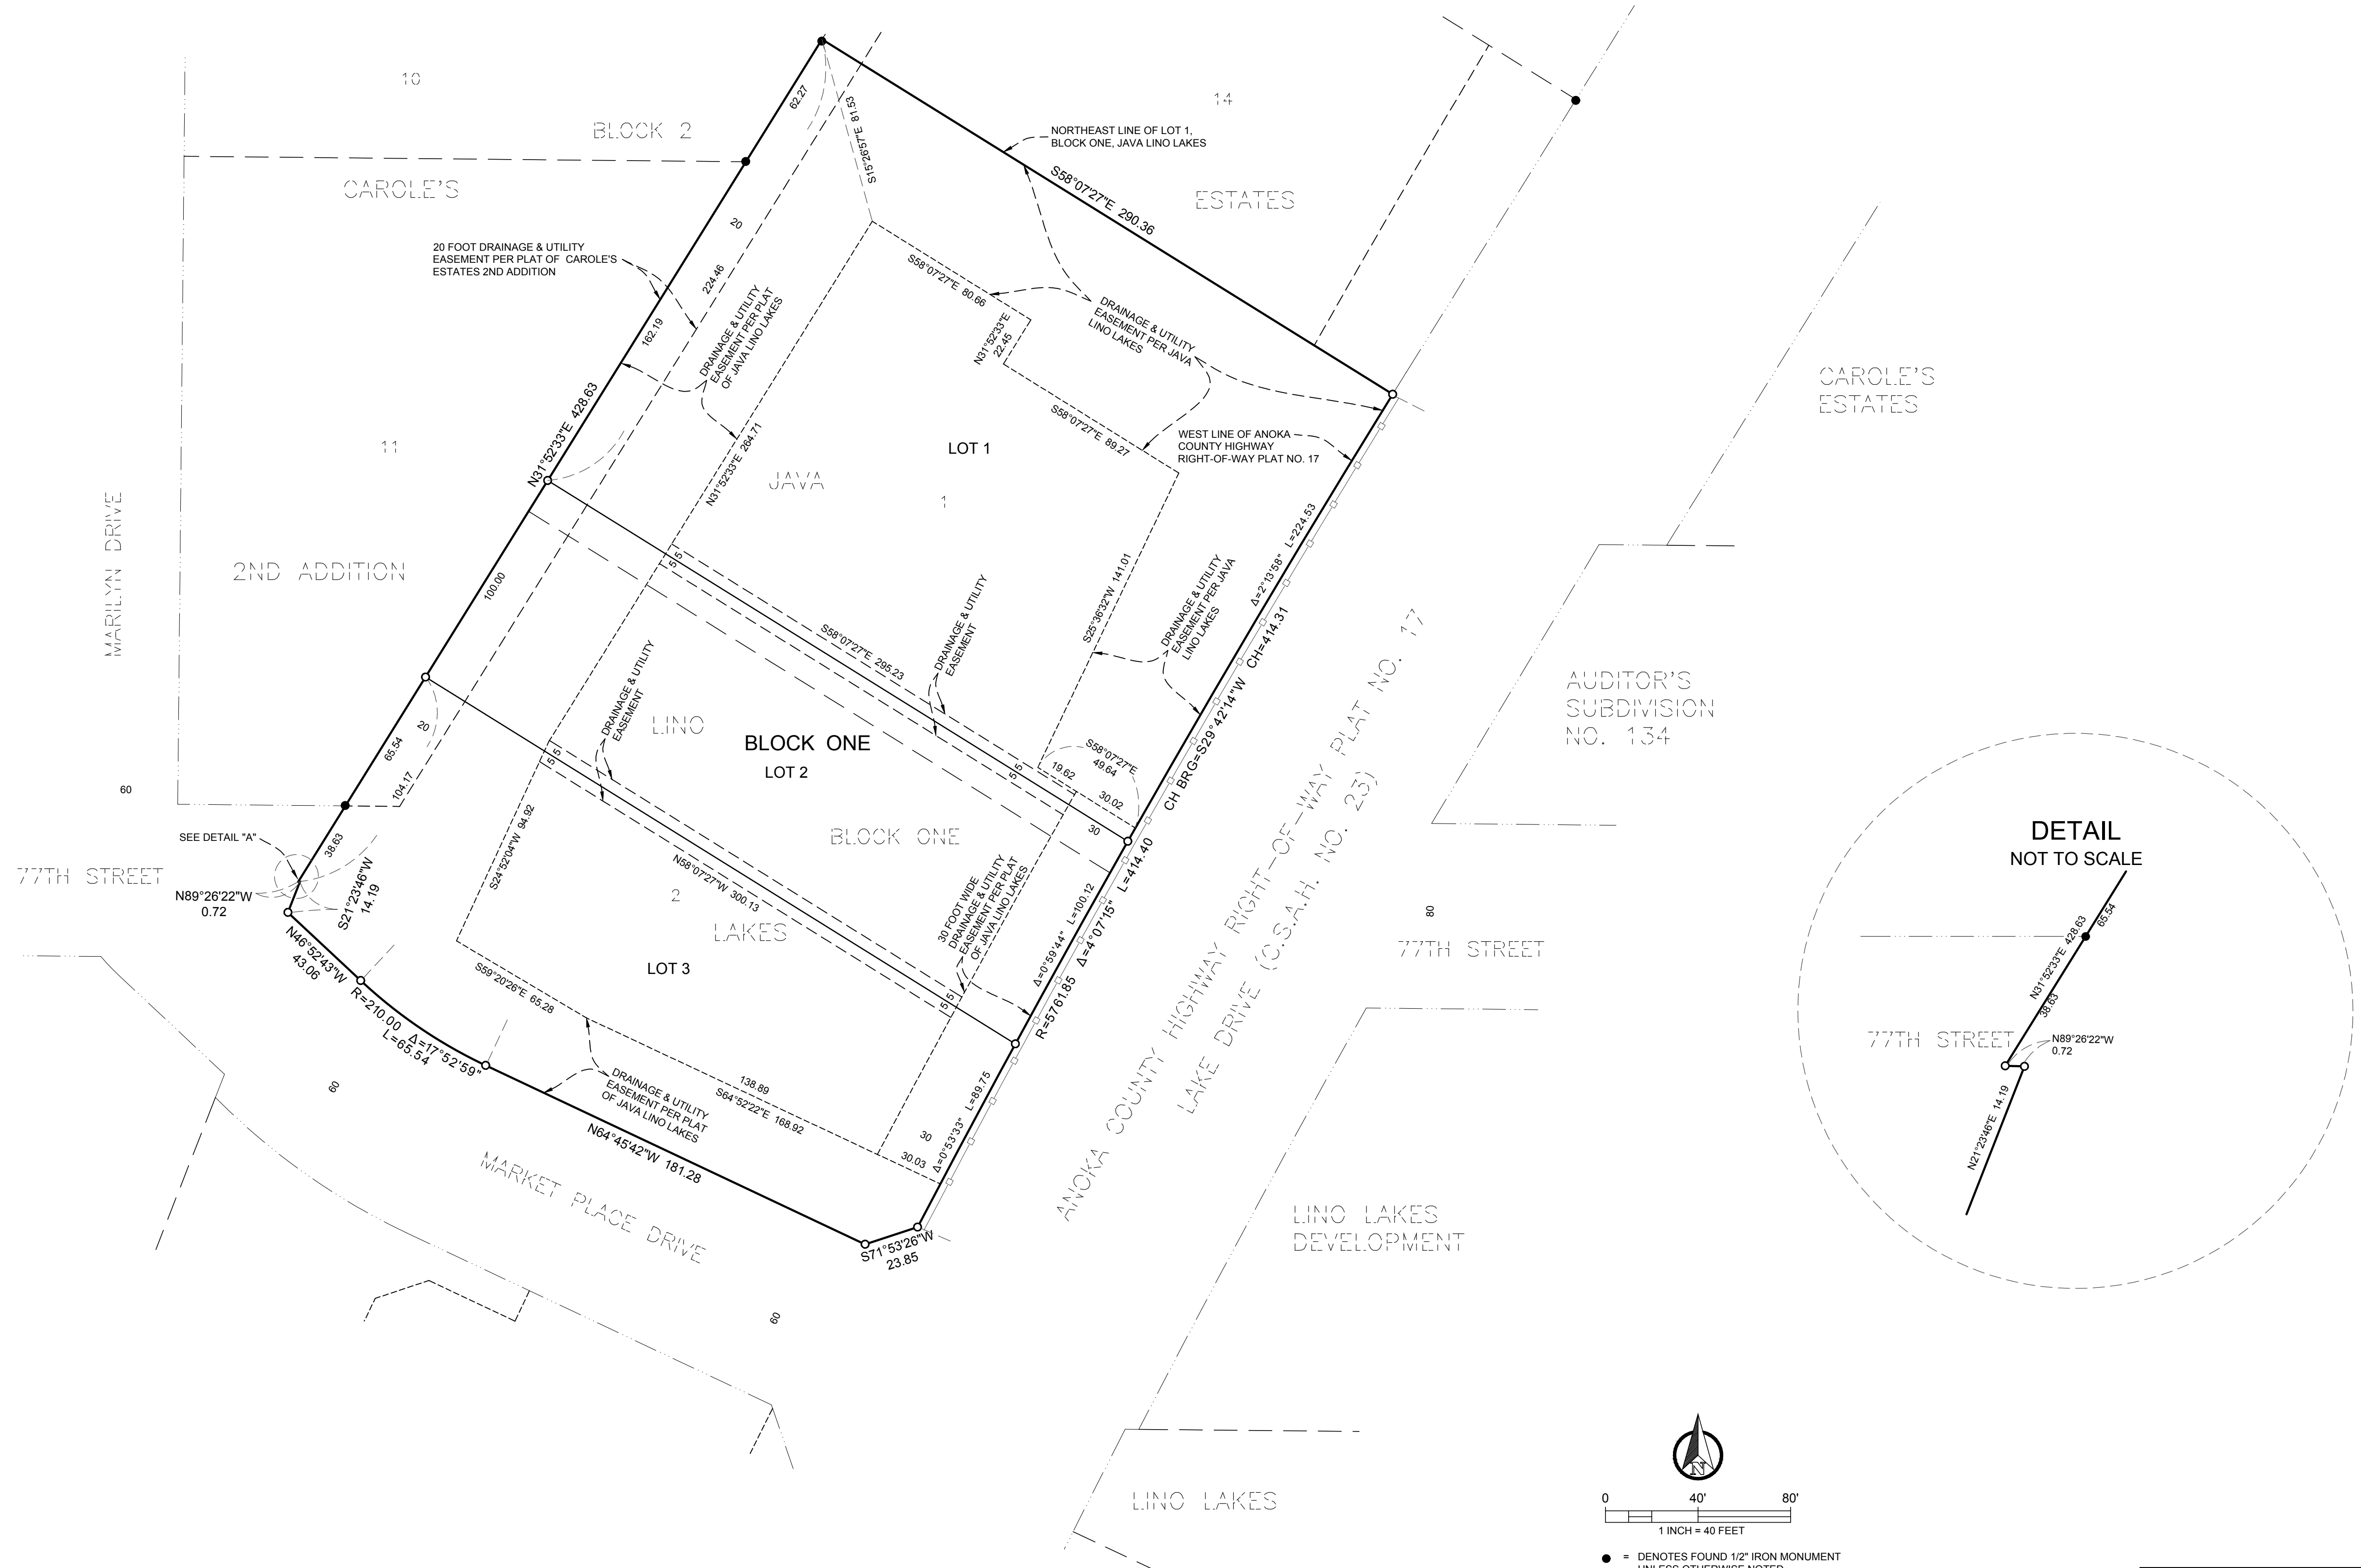 10
BLOCK 2
CAROLE'S
62.27
S15°26'57"E 81.53
14
NORTHEAST LINE OF LOT 1,
BLOCK ONE, JAVA LINO LAKES
S58°07'27"E 290.36
ESTATES
20
20 FOOT DRAINAGE & UTILITY
EASEMENT PER PLAT OF CAROLE'S
ESTATES 2ND ADDITION
224.46
162.19
DRAINAGE & UTILITY
EASEMENT PER PLAT
OF JAVA LINO LAKES
S58°07'27"E 80.66
N31°52'33"E
22.45
DRAINAGE & UTILITY
EASEMENT PER JAVA
LINO LAKES
S58°07'27"E 89.27
N31°52'33"E 428.63
N31°52'33"E 264.71
LOT 1
WEST LINE OF ANOKA
COUNTY HIGHWAY
RIGHT-OF-WAY PLAT NO. 17
CAROLE'S
ESTATES
11
JAVA
1
MARILYN DRIVE
2ND ADDITION
100.00
5
5
S58°07'27"E 295.23
DRAINAGE & UTILITY
EASEMENT
S25°36'32"W 141.01
DRAINAGE & UTILITY
EASEMENT PER JAVA
LINO LAKES
Δ=2°13'58" L=224.53
CH BRG=S29°42'14"W CH=414.31
DRAINAGE & UTILITY
EASEMENT
LINO
BLOCK ONE
LOT 2
AUDITOR'S
SUBDIVISION
NO. 134
20
65.54
104.17
5
5
5
5
S58°07'27"E
49.64
19.62
30.02
60
SEE DETAIL "A"
38.63
77TH STREET
N89°26'22"W
0.72
S21°23'46"W
14.19
S24°52'04"W 94.92
N58°07'27"W 300.13
BLOCK ONE
30
2
LAKES
30 FOOT WIDE
DRAINAGE & UTILITY
EASEMENT PER PLAT
OF JAVA LINO LAKES
Δ=0°59'44" L=100.12
R=5761.85 Δ=4°07'15" L=414.40
ANOKA COUNTY HIGHWAY RIGHT-OF-WAY PLAT NO. 17
LAKE DRIVE (C.S.A.H. NO. 23)
80
77TH STREET
N46°52'43"W
43.06
S59°20'26"E 65.28
LOT 3
5
5
R=210.00 Δ=17°52'59"
L=65.54
60
DRAINAGE & UTILITY
EASEMENT PER PLAT
OF JAVA LINO LAKES
138.89
S64°52'22"E 168.92
30
30.03
Δ=0°53'33" L=89.75
N64°45'42"W 181.28
MARKET PLACE DRIVE
S71°53'26"W
23.85
60
LINO LAKES
DEVELOPMENT
LINO LAKES
DETAIL
NOT TO SCALE
N31°52'33"E 428.63
65.54
38.63
77TH STREET
N89°26'22"W
0.72
N21°23'46"E 14.19
N
0 40' 80'
1 INCH = 40 FEET
= DENOTES FOUND 1/2" IRON MONUMENT
UNLESS OTHERWISE NOTED